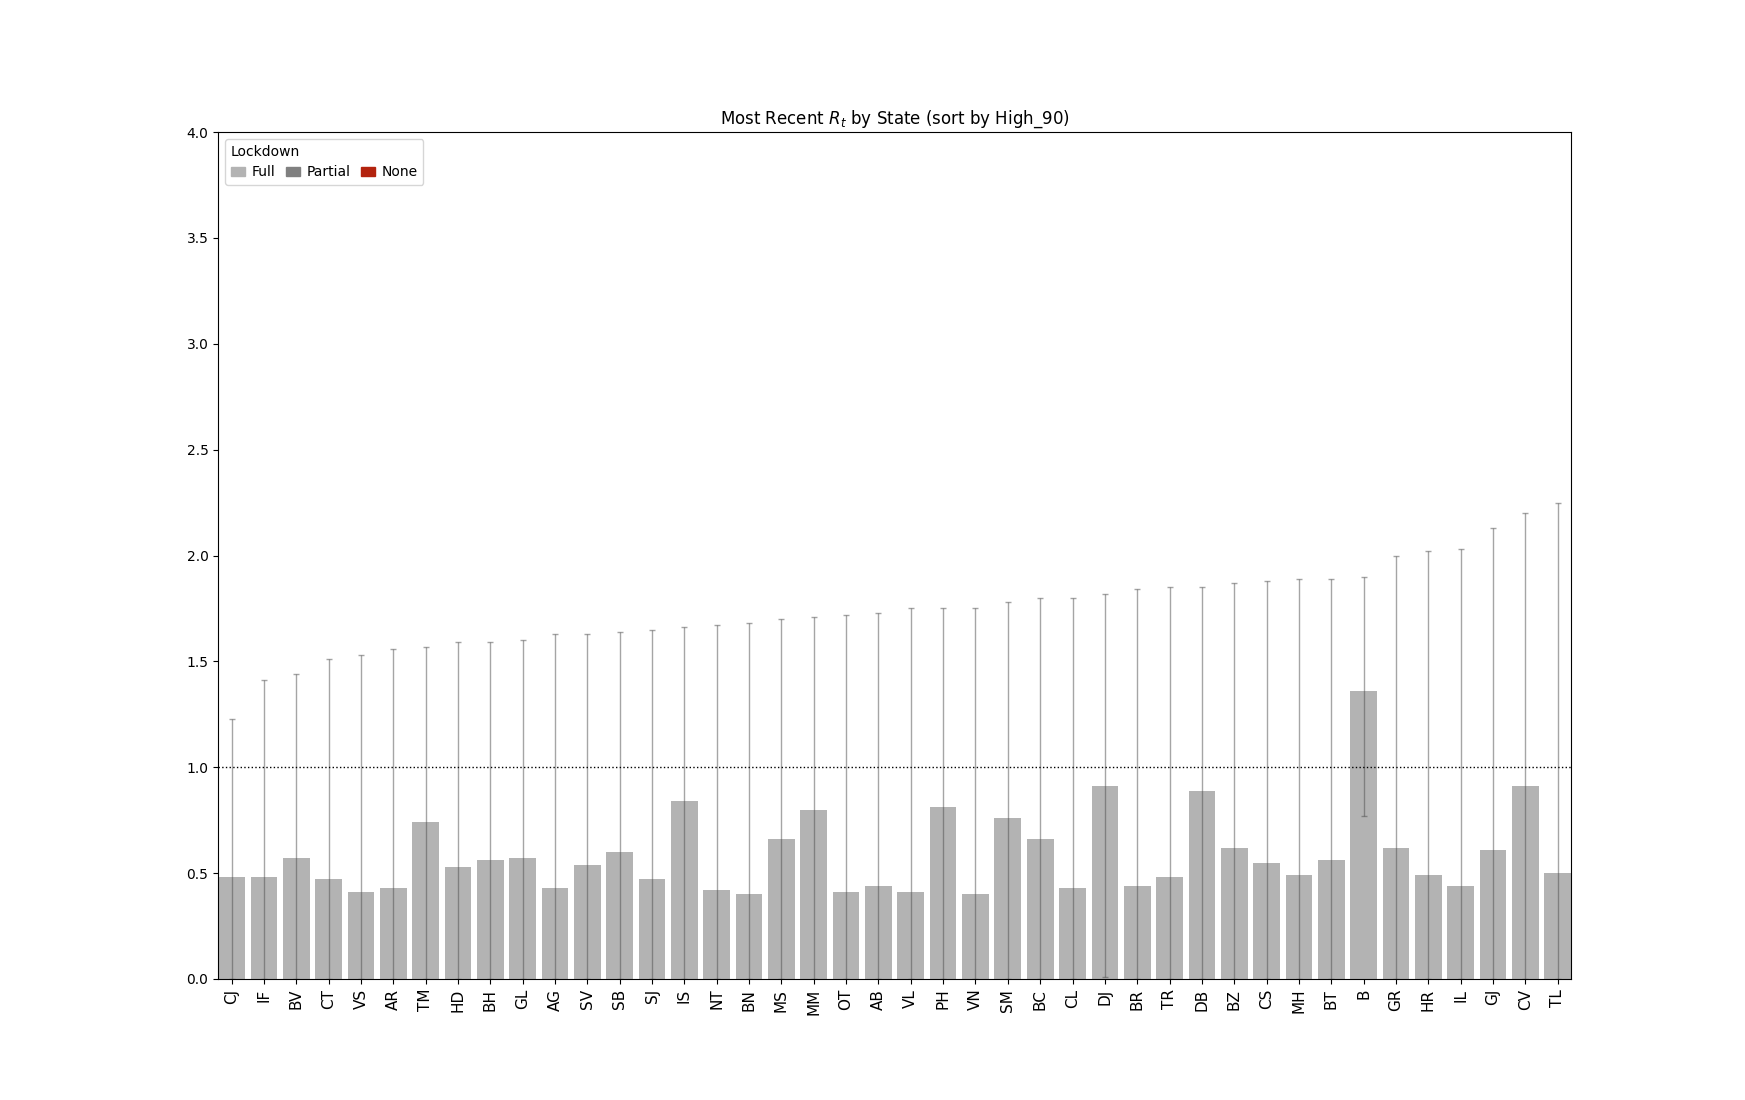 Most Recent R_t by State (sort by High_90)
Lockdown
Full Partial None
4.0
3.5
3.0
2.5
2.0
1.5
1.0
0.5
0.0
CJ IF BV CT VS AR TM HD BH GL AG SV SB SJ IS NT BN MS MM OT AB VL PH VN SM BC CL DJ BR TR DB BZ CS MH BT B GR HR IL GJ CV TL